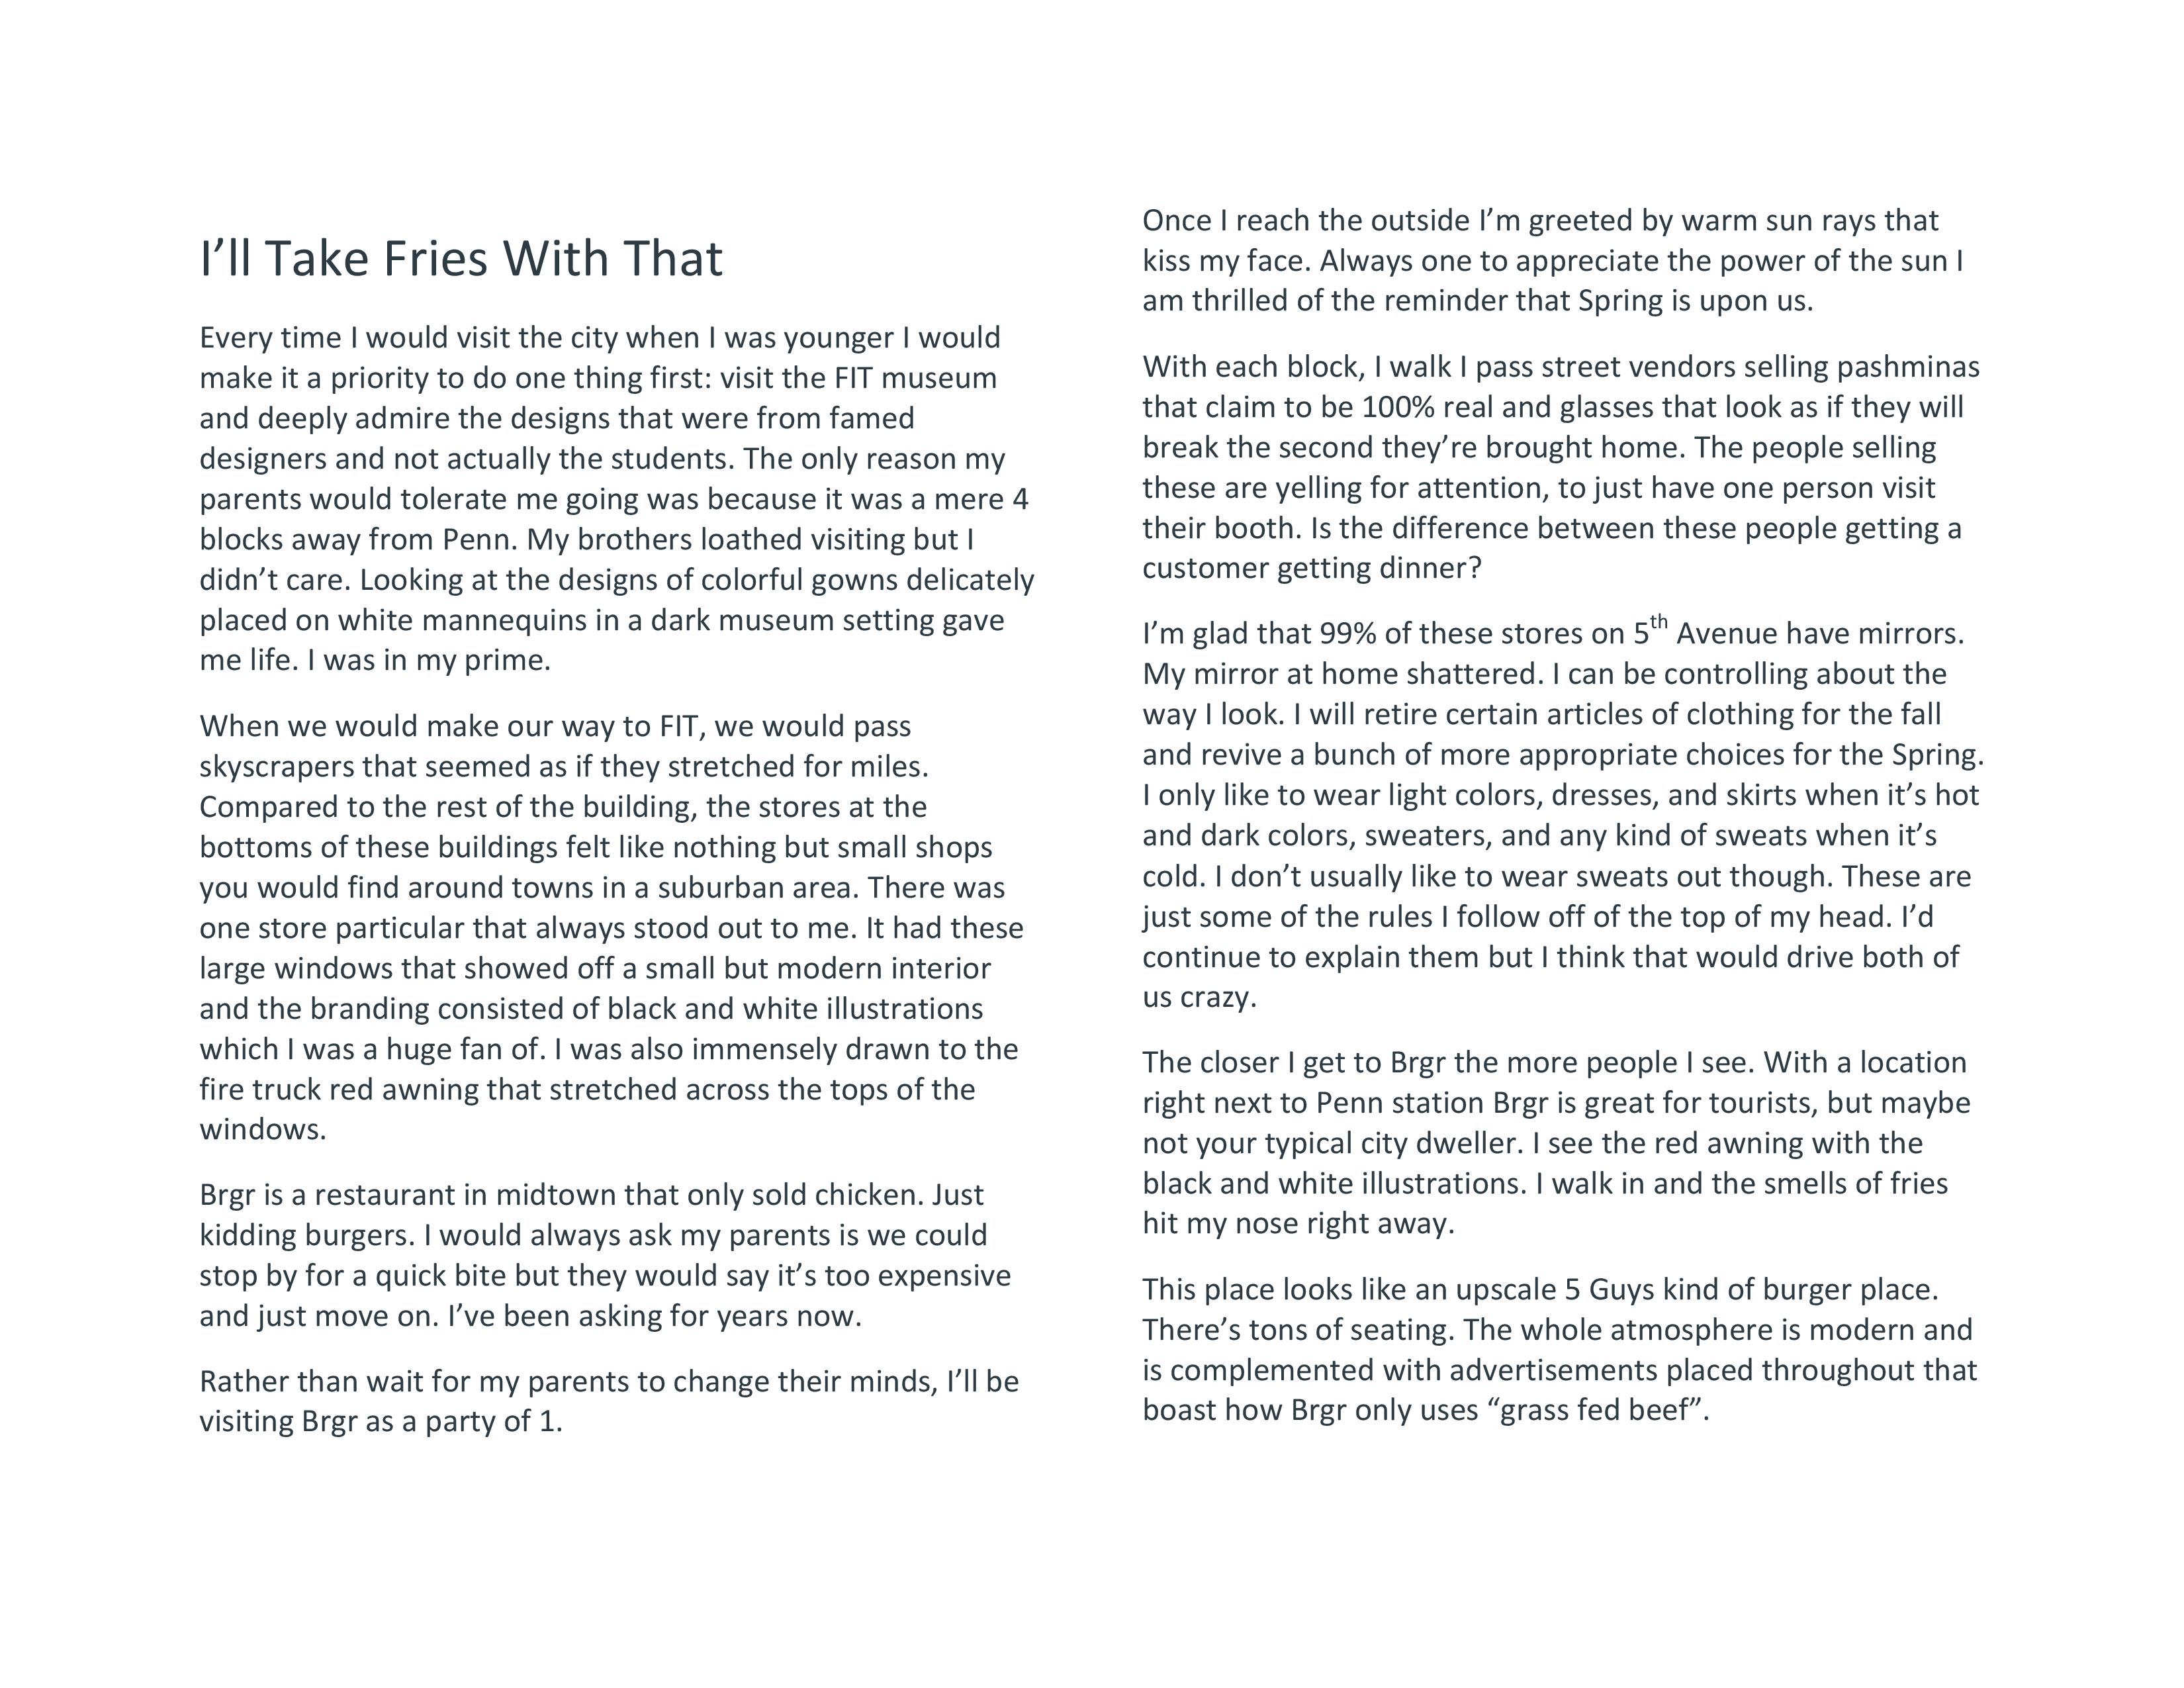 I’ll Take Fries With That
Every time I would visit the city when I was younger I would
make it a priority to do one thing first: visit the FIT museum
and deeply admire the designs that were from famed
designers and not actually the students. The only reason my
parents would tolerate me going was because it was a mere 4
blocks away from Penn. My brothers loathed visiting but I
didn’t care. Looking at the designs of colorful gowns delicately
placed on white mannequins in a dark museum setting gave
me life. I was in my prime.
When we would make our way to FIT, we would pass
skyscrapers that seemed as if they stretched for miles.
Compared to the rest of the building, the stores at the
bottoms of these buildings felt like nothing but small shops
you would find around towns in a suburban area. There was
one store particular that always stood out to me. It had these
large windows that showed off a small but modern interior
and the branding consisted of black and white illustrations
which I was a huge fan of. I was also immensely drawn to the
fire truck red awning that stretched across the tops of the
windows.
Brgr is a restaurant in midtown that only sold chicken. Just
kidding burgers. I would always ask my parents is we could
stop by for a quick bite but they would say it’s too expensive
and just move on. I’ve been asking for years now.
Rather than wait for my parents to change their minds, I’ll be
visiting Brgr as a party of 1.
Once I reach the outside I’m greeted by warm sun rays that
kiss my face. Always one to appreciate the power of the sun I
am thrilled of the reminder that Spring is upon us.
With each block, I walk I pass street vendors selling pashminas
that claim to be 100% real and glasses that look as if they will
break the second they’re brought home. The people selling
these are yelling for attention, to just have one person visit
their booth. Is the difference between these people getting a
customer getting dinner?
I’m glad that 99% of these stores on 5th Avenue have mirrors.
My mirror at home shattered. I can be controlling about the
way I look. I will retire certain articles of clothing for the fall
and revive a bunch of more appropriate choices for the Spring.
I only like to wear light colors, dresses, and skirts when it’s hot
and dark colors, sweaters, and any kind of sweats when it’s
cold. I don’t usually like to wear sweats out though. These are
just some of the rules I follow off of the top of my head. I’d
continue to explain them but I think that would drive both of
us crazy.
The closer I get to Brgr the more people I see. With a location
right next to Penn station Brgr is great for tourists, but maybe
not your typical city dweller. I see the red awning with the
black and white illustrations. I walk in and the smells of fries
hit my nose right away.
This place looks like an upscale 5 Guys kind of burger place.
There’s tons of seating. The whole atmosphere is modern and
is complemented with advertisements placed throughout that
boast how Brgr only uses “grass fed beef”.